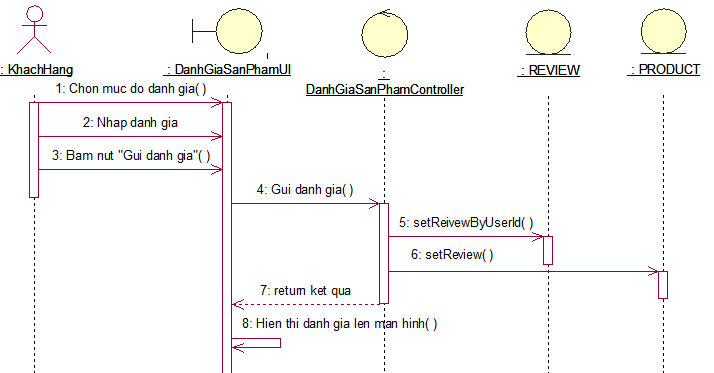 : KhachHang
: DanhGiaSanPhamUI
:
DanhGiaSanPhamController
: REVIEW
: PRODUCT
1: Chon muc do danh gia( )
2: Nhap danh gia
3: Bam nut "Gui danh gia"( )
4: Gui danh gia( )
5: setReivewByUserId( )
6: setReview( )
7: return ket qua
8: Hien thi danh gia len man hinh( )